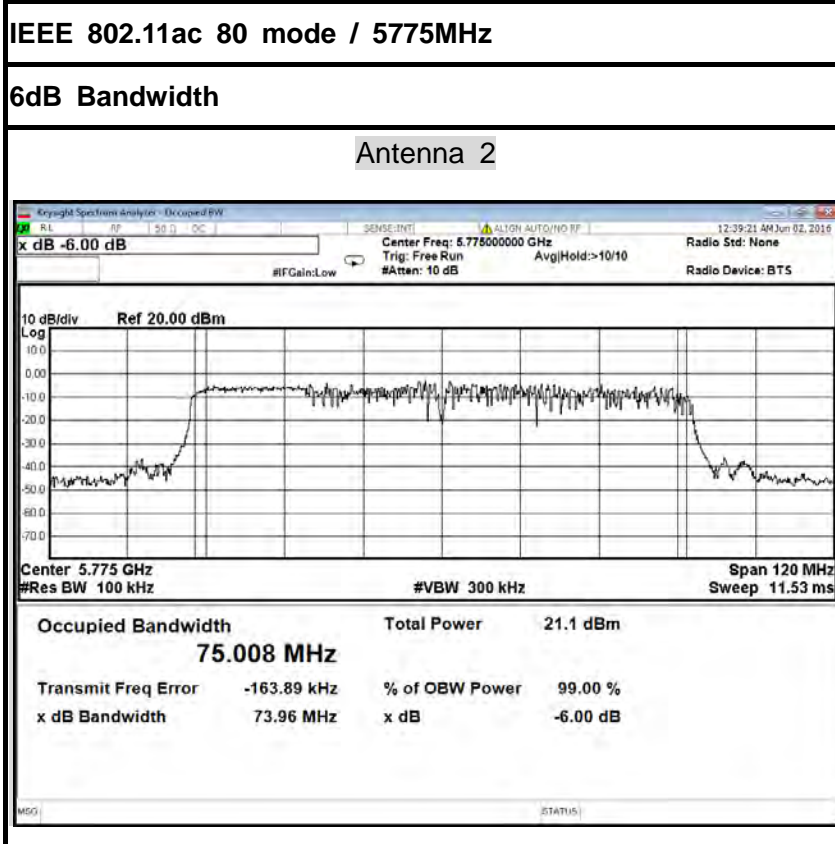 IEEE 802.11ac 80 mode / 5775MHz
6dB Bandwidth
Antenna 2
Keysight Spectrum Analyzer - Occupied BW
RL RF 50 Ω DC SENSE:INT ALIGN AUTO/NO RF 12:39:21 AM Jun 02, 2016
x dB -6.00 dB
Center Freq: 5.775000000 GHz
Radio Std: None
Trig: Free Run Avg|Hold:>10/10
#IFGain:Low #Atten: 10 dB Radio Device: BTS
10 dB/div Ref 20.00 dBm
Log
10.0
0.00
-10.0
-20.0
-30.0
-40.0
-50.0
-60.0
-70.0
Center 5.775 GHz Span 120 MHz
#Res BW 100 kHz #VBW 300 kHz Sweep 11.53 ms
Occupied Bandwidth Total Power 21.1 dBm
75.008 MHz
Transmit Freq Error -163.89 kHz % of OBW Power 99.00 %
x dB Bandwidth 73.96 MHz x dB -6.00 dB
MSG STATUS